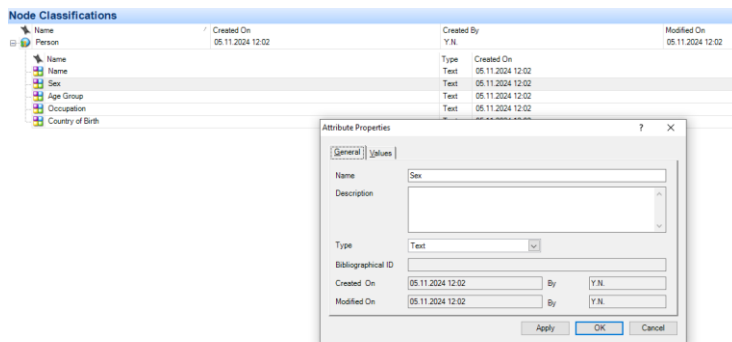 Node Classifications
Name Created On Created By Modified On
Person 05.11.2024 12:02 Y.N. 05.11.2024 12:02
Name Type Created On
Name Text 05.11.2024 12:02
Sex Text 05.11.2024 12:02
Age Group Text 05.11.2024 12:02
Occupation Text 05.11.2024 12:02
Country of Birth
Attribute Properties ? X
General Values
Name Sex
Description
Type Text
Bibliographical ID
Created On 05.11.2024 12:02 By Y.N.
Modified On 05.11.2024 12:02 By Y.N.
Apply OK Cancel